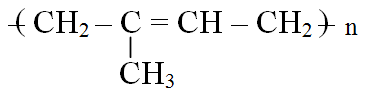 -( CH₂ – C = CH – CH₂ )- n
CH₃